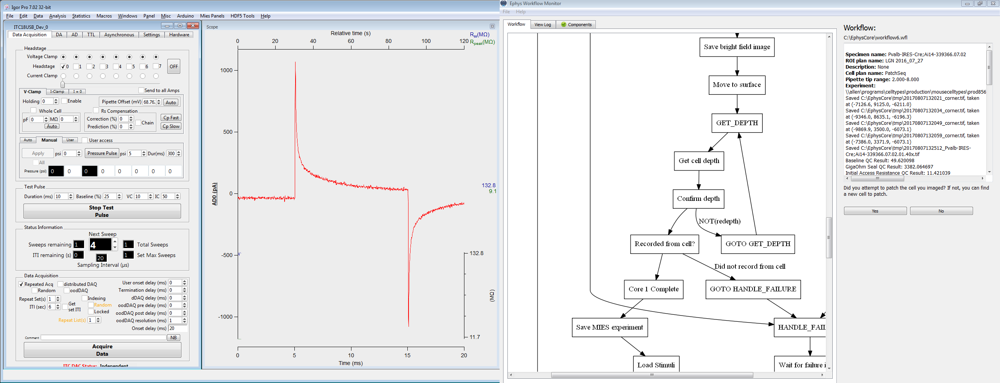 Igor Pro 7.02 32-bit
File Edit Data Analysis Statistics Macros Windows Panel Misc Arduino Mies Panels HDF5 Tools Help
ITC18USB_Dev_0
Data Acquisition DA AD TTL Asynchronous Settings Hardware
Headstage
Voltage Clamp
Headstage 0 1 2 3 4 5 6 7 OFF
Current Clamp
V-Clamp I-Clamp I = 0 Send to all Amps
Holding 0 Enable Pipette Offset (mV) 68.76 Auto
Whole Cell Rs Compensation
pF 0 MΩ 0 Correction (%) 0 Chain Cp Fast
Auto Prediction (%) 0 Cp Slow
Auto Manual User User access
Apply psi 0 Pressure Pulse psi 5 Dur(ms) 300
All
Pressure (psi) 0 0 0 0 0 0 0 0
Test Pulse
Duration (ms) 10 Baseline (%) 25 VC 10 IC 50
Stop Test
Pulse
Status Information
Next Sweep
Sweeps remaining 1 4 1 Total Sweeps
ITI remaining (s) 0 20 1 Set Max Sweeps
Sampling Interval (µs)
Data Acquisition
Repeated Acq distributed DAQ User onset delay (ms) 0
Random oodDAQ Termination delay (ms) 0
Repeat Set(s) 1 Indexing dDAQ delay (ms) 0
ITI (sec) 6 Get set ITI Random oodDAQ pre delay (ms) 0
Locked oodDAQ post delay (ms) 0
Repeat List(s) 1 oodDAQ resolution (ms) 1
Onset delay (ms) 20
Comment NB
Acquire
Data
ITC DAC Status: Independent
Scope
Relative time (s)
0 20 40 60 80 100 120
Rss(MΩ)
Rpeak(MΩ)
1000
500
0
-500
-1000
AD0 (pA)
132.8
9.1
132.8
11.7
(MΩ)
0 5 10 15 20
Time (ms)
Ephys Workflow Monitor
File Help
Workflow View Log Components
Save bright field image
Move to surface
GET_DEPTH
Get cell depth
Confirm depth
NOT(redepth)
Recorded from cell? GOTO GET_DEPTH
Did not record from cell
Core 1 Complete GOTO HANDLE_FAILURE
Save MIES experiment HANDLE_FAI
Load Stimuli Wait for failure i
Workflow:
C:\EphysCore\workflow6.wfl
Specimen name: Pvalb-IRES-Cre;Ai14-339366.07.02
ROI plan name: LGN 2016_07_27
Description: None
Cell plan name: PatchSeq
Pipette tip range: 2.000-8.000
Experiment:
\\allen\programs\celltypes\production\mousecelltypes\prod856
Saved C:\EphysCore\tmp\20170807132021_corner.tif, taken
at (-7126.6, 9125.0, -6211.0)
Saved C:\EphysCore\tmp\20170807132034_corner.tif, taken
at (-9346.0, 8635.1, -6196.3)
Saved C:\EphysCore\tmp\20170807132049_corner.tif, taken
at (-9869.9, 3500.0, -6073.1)
Saved C:\EphysCore\tmp\20170807132059_corner.tif, taken
at (-7386.0, 3371.9, -6073.1)
Saved C:\EphysCore\tmp\20170807132512_Pvalb-IRES-
Cre;Ai14-339366.07.02.01.40x.tif
Baseline QC Result: 49.620098
GigaOhm Seal QC Result: 3382.064697
Initial Access Resistance QC Result: 11.421039
Did you attempt to patch the cell you imaged? If not, you can find
a new cell to patch.
Yes No